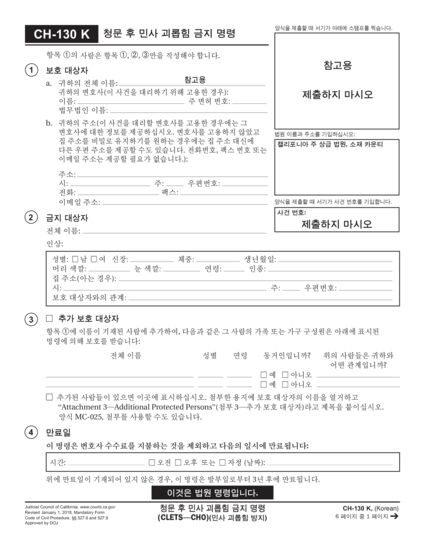 CH-130 K 청문 후 민사 괴롭힘 금지 명령
양식을 제출할 때 서기가 아래에 스탬프를 찍습니다.
참고용
제출하지 마시오
항목 ①의 사람은 항목 ①, ②, ③만을 작성해야 합니다.
1 보호 대상자
a. 귀하의 전체 이름: 참고용
귀하의 변호사(이 사건을 대리하기 위해 고용한 경우):
이름: 주 면허 번호:
법무법인 이름:
b. 귀하의 주소(이 사건을 대리할 변호사를 고용한 경우에는 그
변호사에 대한 정보를 제공하십시오. 변호사를 고용하지 않았고
집 주소를 비밀로 유지하기를 원하는 경우에는 집 주소 대신에
다른 우편 주소를 제공할 수도 있습니다. 전화번호, 팩스 번호 또는
이메일 주소는 제공할 필요가 없습니다.):
주소:
시: 주: 우편번호:
전화: 팩스:
이메일 주소:
법원 이름과 주소를 기입하십시오:
캘리포니아 주 상급 법원, 소재 카운티
양식을 제출할 때 서기가 사건 번호를 기입합니다.
사건 번호:
제출하지 마시오
2 금지 대상자
전체 이름:
인상:
성별: 남 여 신장: 체중: 생년월일:
머리 색깔: 눈 색깔: 연령: 인종:
집 주소(아는 경우):
시: 주: 우편번호:
보호 대상자와의 관계:
3 추가 보호 대상자
항목 ①에 이름이 기재된 사람에 추가하여, 다음과 같은 그 사람의 가족 또는 가구 구성원은 아래에 표시된
명령에 의해 보호를 받습니다:
전체 이름 성별 연령 동거인입니까? 위의 사람들은 귀하와
어떤 관계입니까?
예 아니오
예 아니오
추가된 사람들이 있으면 이곳에 표시하십시오. 첨부한 용지에 보호 대상자의 이름을 열거하고
“Attachment 3—Additional Protected Persons”(첨부 3—추가 보호 대상자)라고 제목을 붙이십시오.
양식 MC-025, 첨부를 사용할 수도 있습니다.
4 만료일
이 명령은 변호사 수수료를 지불하는 것을 제외하고 다음의 일시에 만료됩니다:
시간: 오전 오후 또는 자정 (날짜):
위에 만료일이 기재되어 있지 않은 경우, 이 명령은 발부일로부터 3년 후에 만료됩니다.
이것은 법원 명령입니다.
Judicial Council of California, www.courts.ca.gov
Revised January 1, 2018, Mandatory Form
Code of Civil Procedure, §§ 527.6 and 527.9
Approved by DOJ
청문 후 민사 괴롭힘 금지 명령
(CLETS—CHO)(민사 괴롭힘 방지)
CH-130 K, (Korean)
6 페이지 중 1 페이지 →